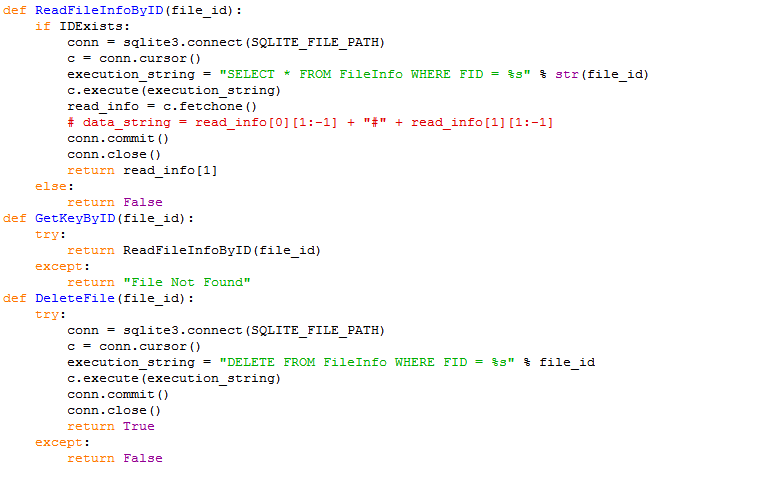 def ReadFileInfoByID(file_id):
    if IDExists:
        conn = sqlite3.connect(SQLITE_FILE_PATH)
        c = conn.cursor()
        execution_string = "SELECT * FROM FileInfo WHERE FID = %s" % str(file_id)
        c.execute(execution_string)
        read_info = c.fetchone()
        # data_string = read_info[0][1:-1] + "#" + read_info[1][1:-1]
        conn.commit()
        conn.close()
        return read_info[1]
    else:
        return False
def GetKeyByID(file_id):
    try:
        return ReadFileInfoByID(file_id)
    except:
        return "File Not Found"
def DeleteFile(file_id):
    try:
        conn = sqlite3.connect(SQLITE_FILE_PATH)
        c = conn.cursor()
        execution_string = "DELETE FROM FileInfo WHERE FID = %s" % file_id
        c.execute(execution_string)
        conn.commit()
        conn.close()
        return True
    except:
        return False